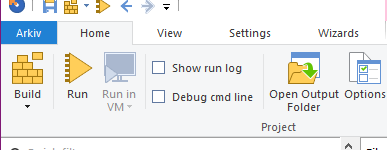 Arkiv Home View Settings Wizards
Build Run Run in VM Show run log Open Output Folder Options
Debug cmd line
Project